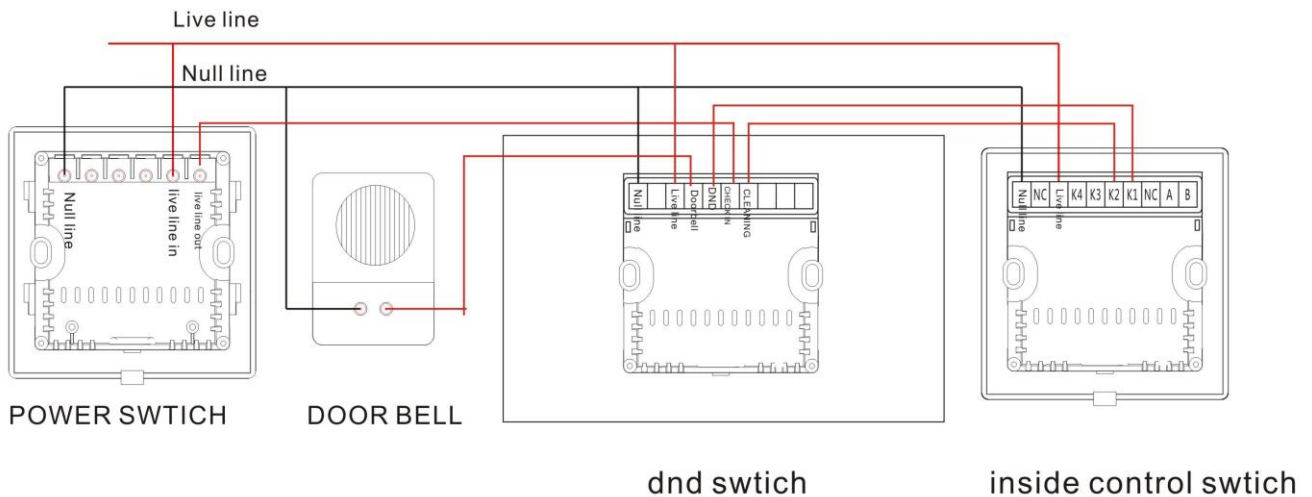 Live line
Null line
Null line
live line in
live line out
Null line
Live line
Doorbell
DND
CHECK IN
CLEANING
Null line
NC
Live line
K4
K3
K2
K1
NC
A
B
POWER SWTICH
DOOR BELL
dnd swtich
inside control swtich